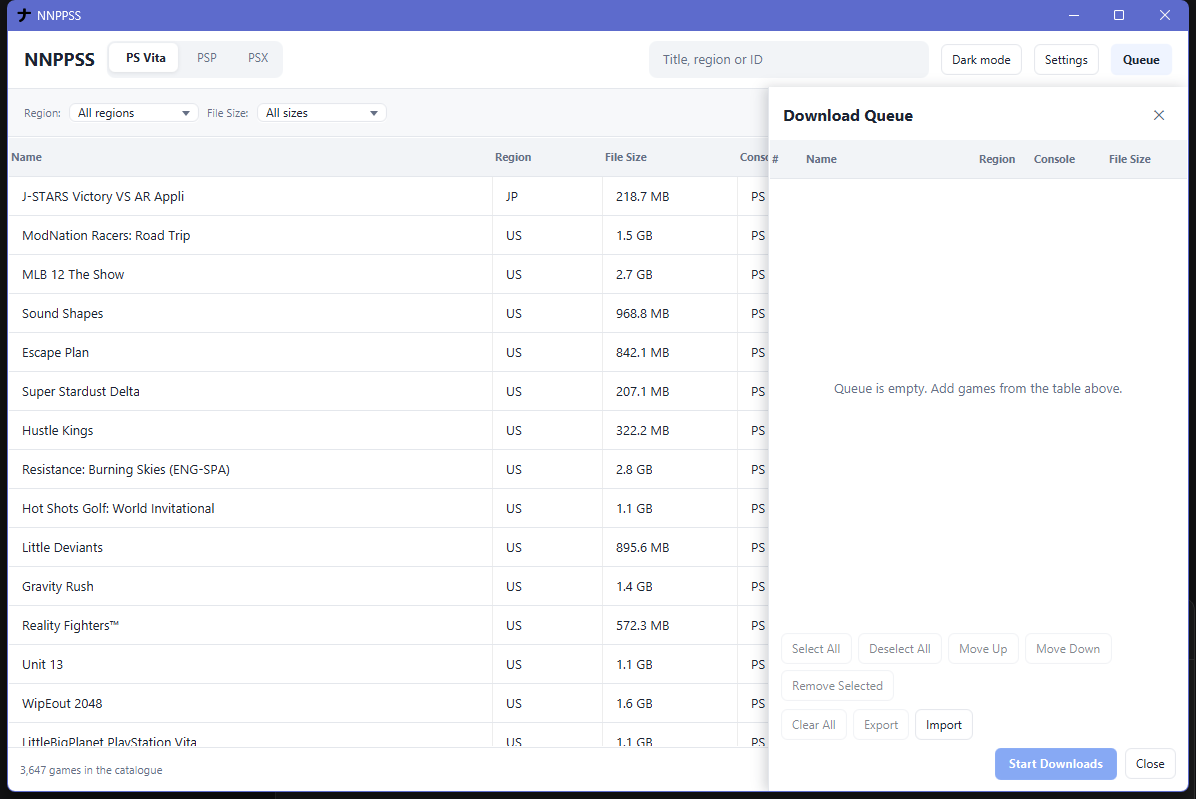 NNPPSS
NNPPSS PS Vita PSP PSX Title, region or ID Dark mode Settings Queue
Region: All regions File Size: All sizes
Name Region File Size Conso
J-STARS Victory VS AR Appli JP 218.7 MB PS
ModNation Racers: Road Trip US 1.5 GB PS
MLB 12 The Show US 2.7 GB PS
Sound Shapes US 968.8 MB PS
Escape Plan US 842.1 MB PS
Super Stardust Delta US 207.1 MB PS
Hustle Kings US 322.2 MB PS
Resistance: Burning Skies (ENG-SPA) US 2.8 GB PS
Hot Shots Golf: World Invitational US 1.1 GB PS
Little Deviants US 895.6 MB PS
Gravity Rush US 1.4 GB PS
Reality Fighters™ US 572.3 MB PS
Unit 13 US 1.1 GB PS
WipEout 2048 US 1.6 GB PS
LittleBigPlanet PlayStation Vita US 1.1 GB PS
3,647 games in the catalogue
Download Queue
# Name Region Console File Size
Queue is empty. Add games from the table above.
Select All Deselect All Move Up Move Down
Remove Selected
Clear All Export Import
Start Downloads Close